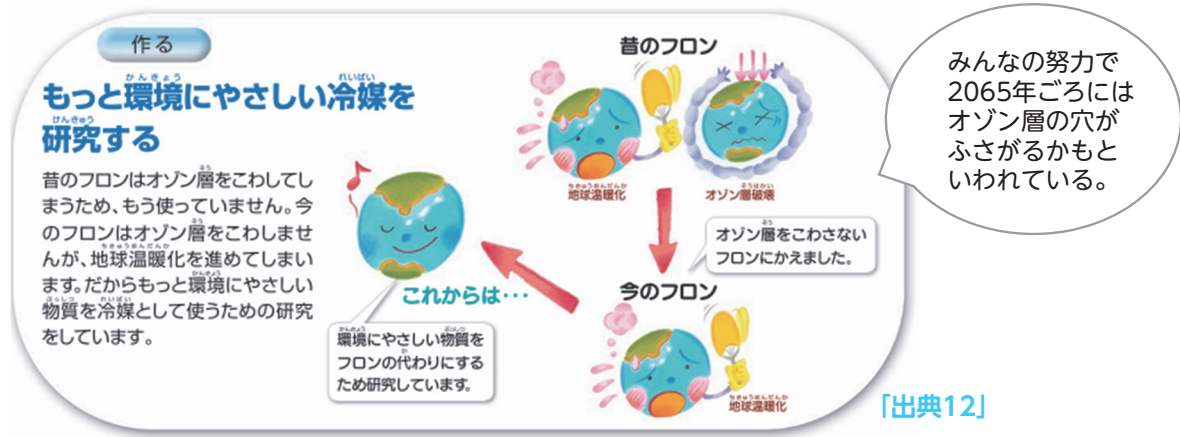 作る
もっと環境にやさしい冷媒を
研究する
昔のフロンはオゾン層をこわしてし
まうため、もう使っていません。今
のフロンはオゾン層をこわしませ
んが、地球温暖化を進めてしまい
ます。だからもっと環境にやさしい
物質を冷媒として使うための研究
をしています。
これからは・・・
環境にやさしい物質を
フロンの代わりにする
ため研究しています。
昔のフロン
地球温暖化
オゾン層破壊
オゾン層をこわさない
フロンにかえました。
今のフロン
地球温暖化
みんなの努力で
2065年ごろには
オゾン層の穴が
ふさがるかもと
いわれている。
「出典12」